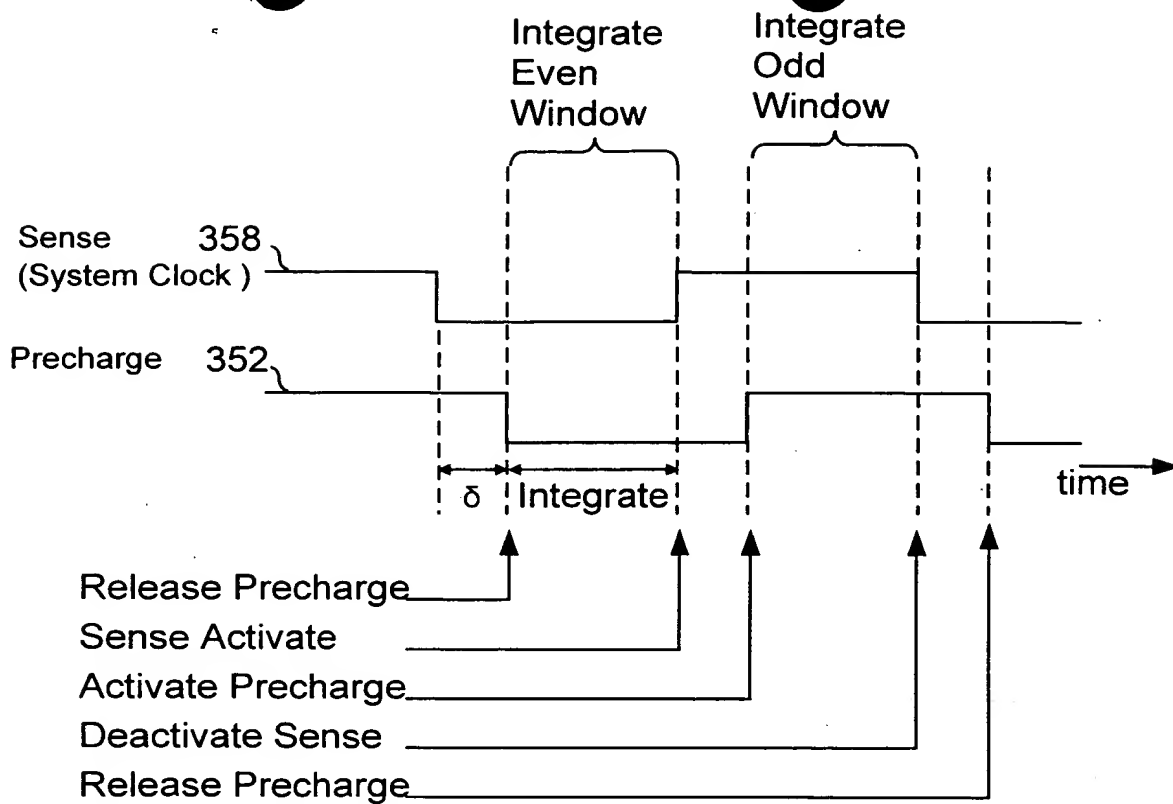 Integrate
Even
Window
Integrate
Odd
Window
Sense 358
(System Clock )
Precharge 352
δ Integrate
time
Release Precharge
Sense Activate
Activate Precharge
Deactivate Sense
Release Precharge